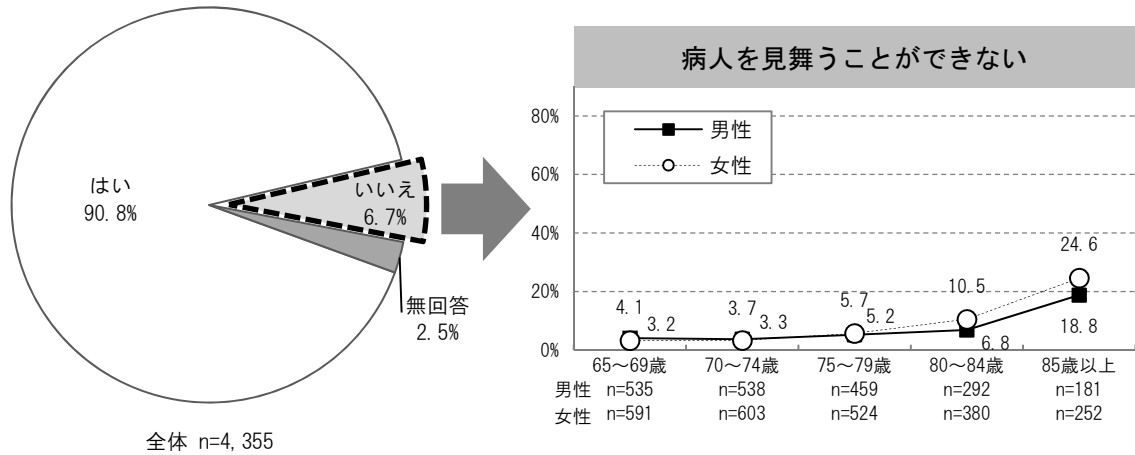 はい
90.8%
いいえ
6.7%
無回答
2.5%
全体 n=4,355
病人を見舞うことができない
80%
60%
40%
20%
0%
男性
女性
4.1
3.2
3.7
3.3
5.7
5.2
10.5
6.8
24.6
18.8
65～69歳 70～74歳 75～79歳 80～84歳 85歳以上
男性 n=535 n=538 n=459 n=292 n=181
女性 n=591 n=603 n=524 n=380 n=252